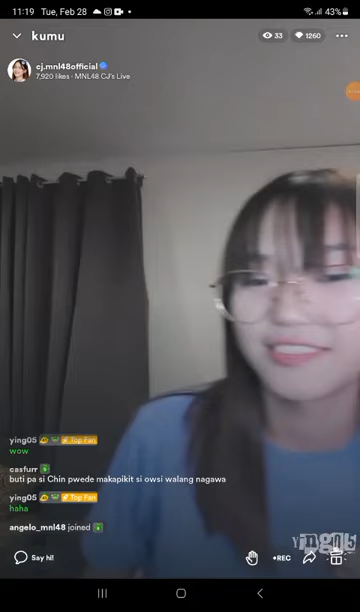 11:19 Tue, Feb 28 43%
kumu 33 1260
cj.mnl48official
7,920 likes · MNL48 CJ's Live
ying05 Top Fan
wow
casfurr
buti pa si Chin pwede makapikit si owsi walang nagawa
ying05 Top Fan
haha
angelo_mnl48 joined
Say hi! •REC